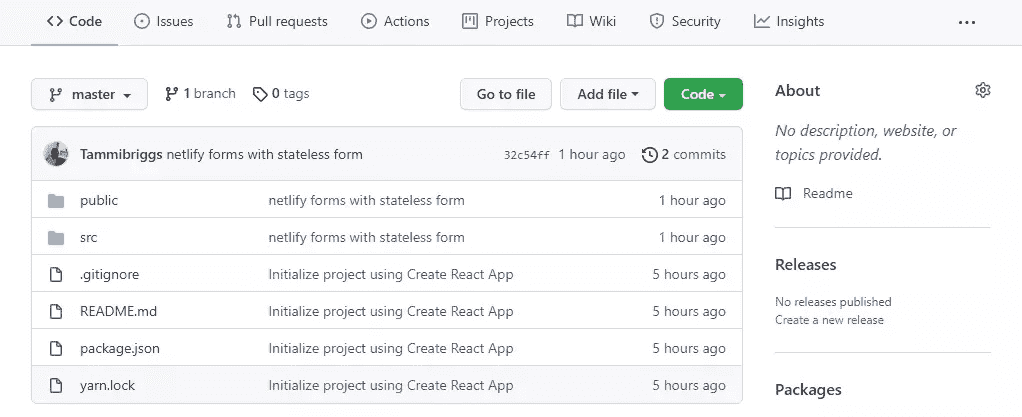 Code Issues Pull requests Actions Projects Wiki Security Insights ...
master 1 branch 0 tags Go to file Add file Code
Tammibriggs netlify forms with stateless form 32c54ff 1 hour ago 2 commits
public netlify forms with stateless form 1 hour ago
src netlify forms with stateless form 1 hour ago
.gitignore Initialize project using Create React App 5 hours ago
README.md Initialize project using Create React App 5 hours ago
package.json Initialize project using Create React App 5 hours ago
yarn.lock Initialize project using Create React App 5 hours ago
About
No description, website, or
topics provided.
Readme
Releases
No releases published
Create a new release
Packages